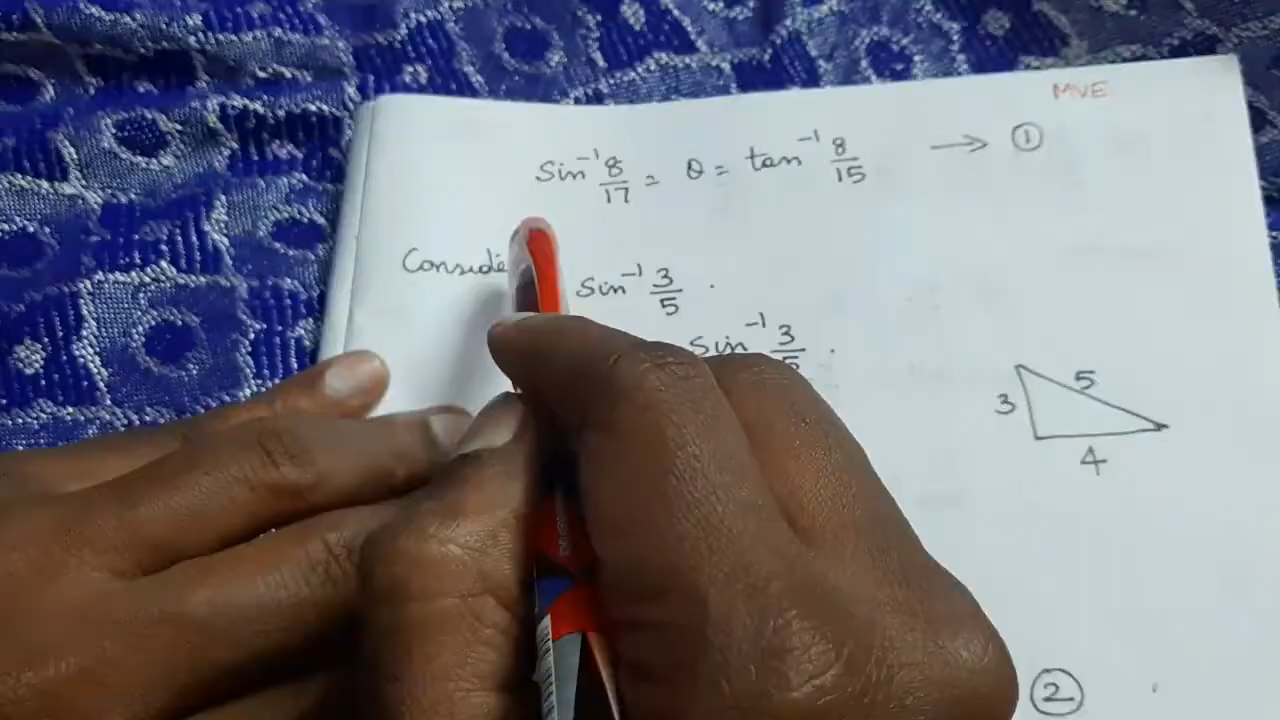 MVE
Sin⁻¹ 8/17 = θ = tan⁻¹ 8/15 → ①
Sin⁻¹ 3/5 .
Sin⁻¹ 3/5 .
3 5
4
②